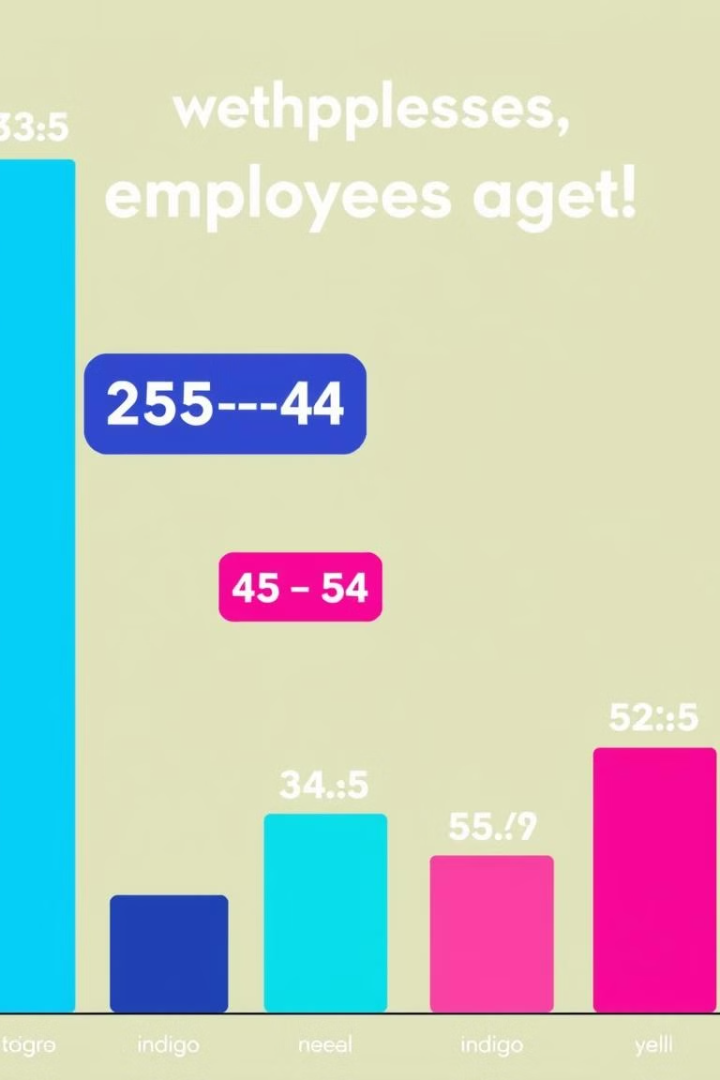 wethpplesses,
employees aget!
33:5
255---44
45 – 54
52:.:5
34.:5
55.!9
togro
indigo
neeal
indigo
yelli